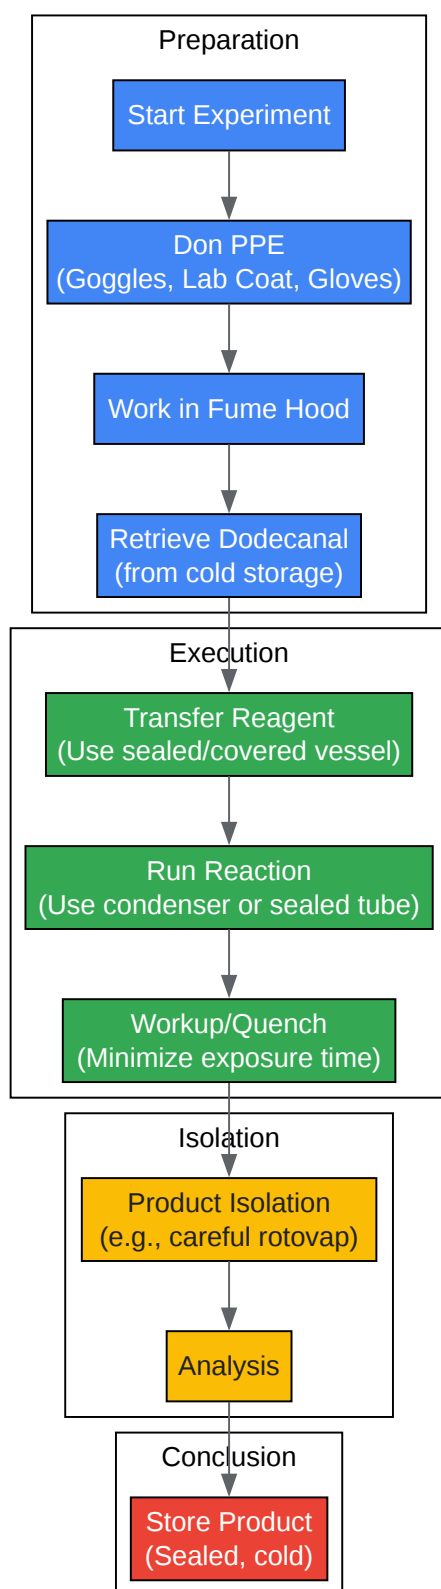 Preparation
Start Experiment
Don PPE
(Goggles, Lab Coat, Gloves)
Work in Fume Hood
Retrieve Dodecanal
(from cold storage)
Execution
Transfer Reagent
(Use sealed/covered vessel)
Run Reaction
(Use condenser or sealed tube)
Workup/Quench
(Minimize exposure time)
Isolation
Product Isolation
(e.g., careful rotovap)
Analysis
Conclusion
Store Product
(Sealed, cold)